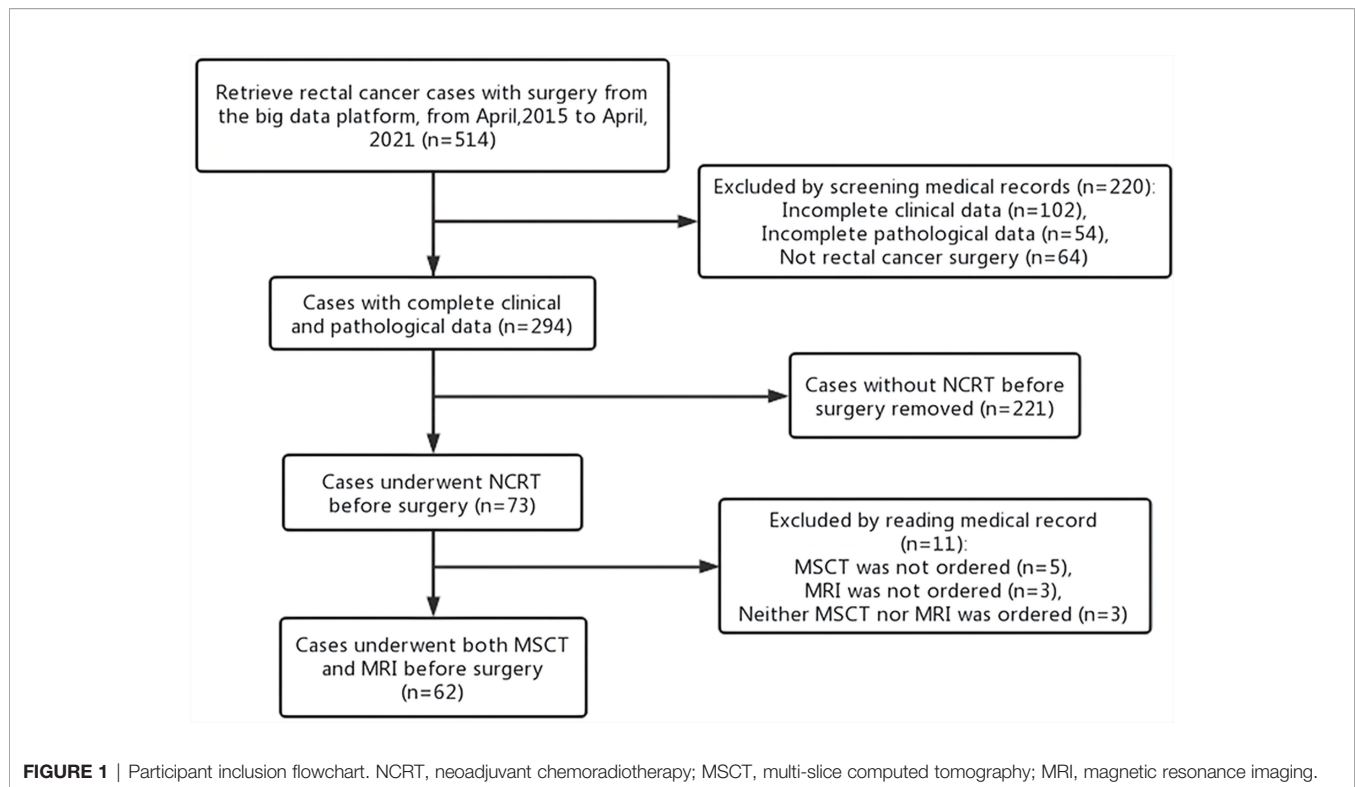 Retrieve rectal cancer cases with surgery from
the big data platform, from April,2015 to April,
2021 (n=514)
Excluded by screening medical records (n=220):
Incomplete clinical data (n=102),
Incomplete pathological data (n=54),
Not rectal cancer surgery (n=64)
Cases with complete clinical
and pathological data (n=294)
Cases without NCRT before
surgery removed (n=221)
Cases underwent NCRT
before surgery (n=73)
Excluded by reading medical record
(n=11):
MSCT was not ordered (n=5),
MRI was not ordered (n=3),
Neither MSCT nor MRI was ordered (n=3)
Cases underwent both MSCT
and MRI before surgery
(n=62)
FIGURE 1 | Participant inclusion flowchart. NCRT, neoadjuvant chemoradiotherapy; MSCT, multi-slice computed tomography; MRI, magnetic resonance imaging.